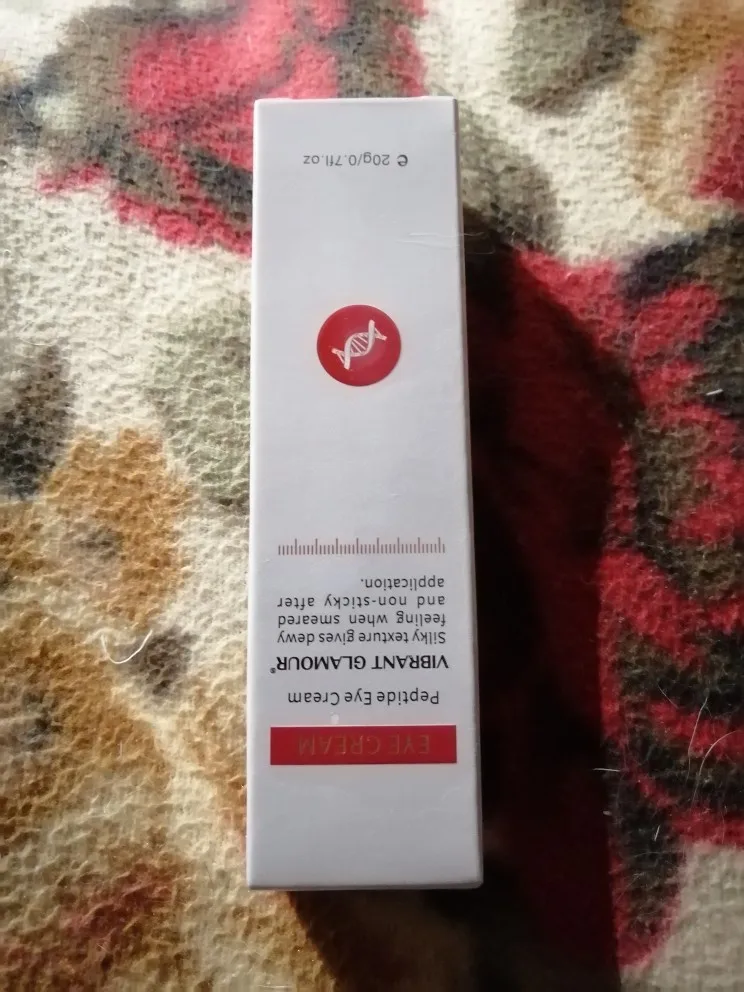 EYE CREAM
Peptide Eye Cream
VIBRANT GLAMOUR®
Silky texture gives dewy
feeling when smeared
and non-sticky after
application.
℮ 20g/0.7fl.oz